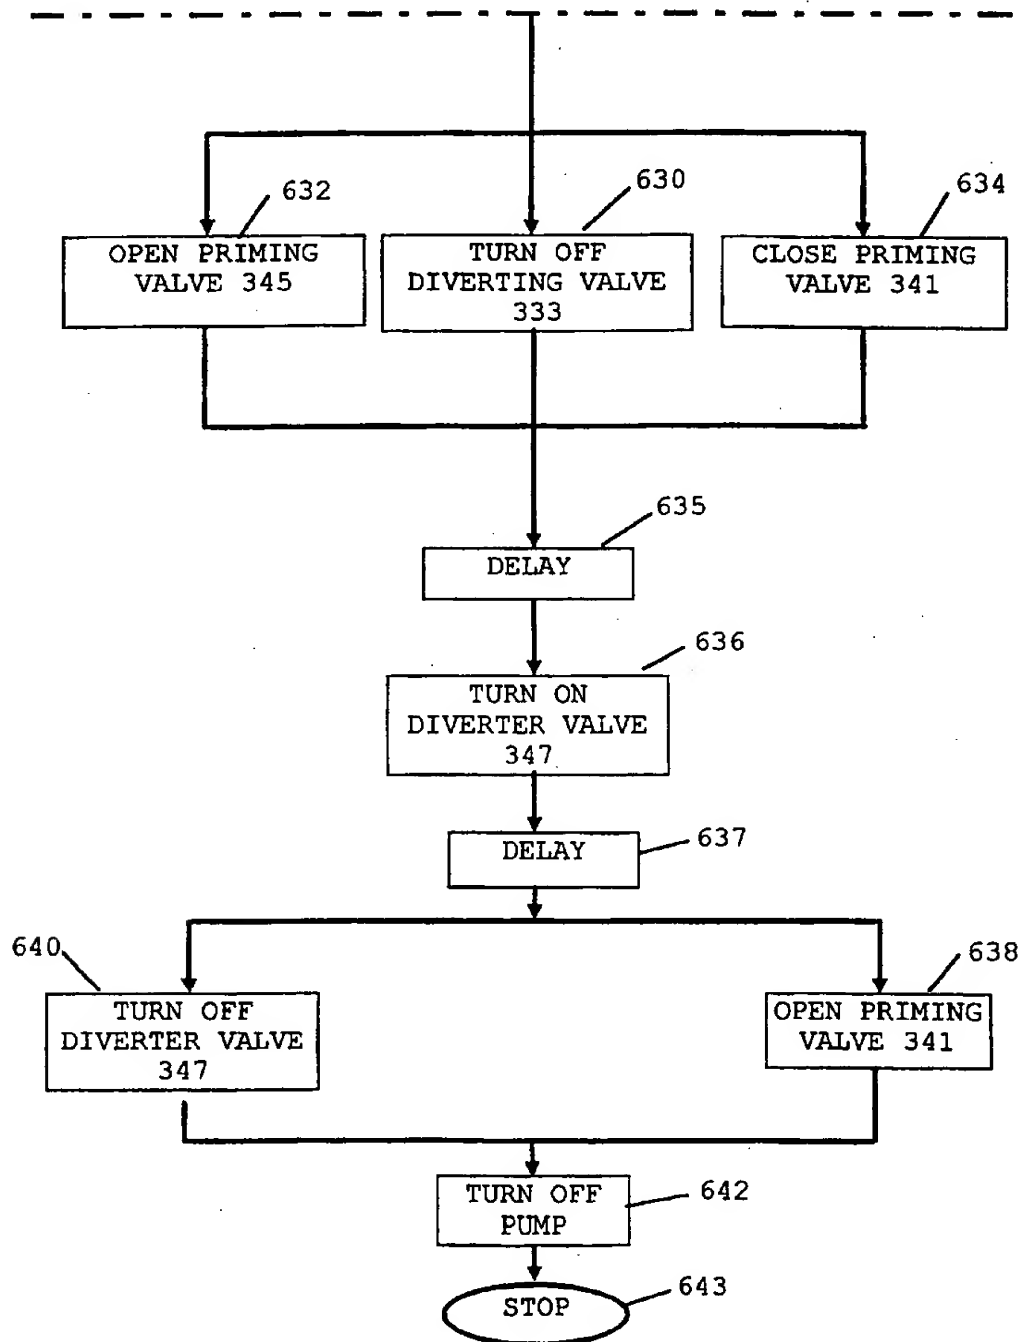 632
630
634
OPEN PRIMING
VALVE 345
TURN OFF
DIVERTING VALVE
333
CLOSE PRIMING
VALVE 341
635
DELAY
636
TURN ON
DIVERTER VALVE
347
637
DELAY
640
638
TURN OFF
DIVERTER VALVE
347
OPEN PRIMING
VALVE 341
642
TURN OFF
PUMP
643
STOP